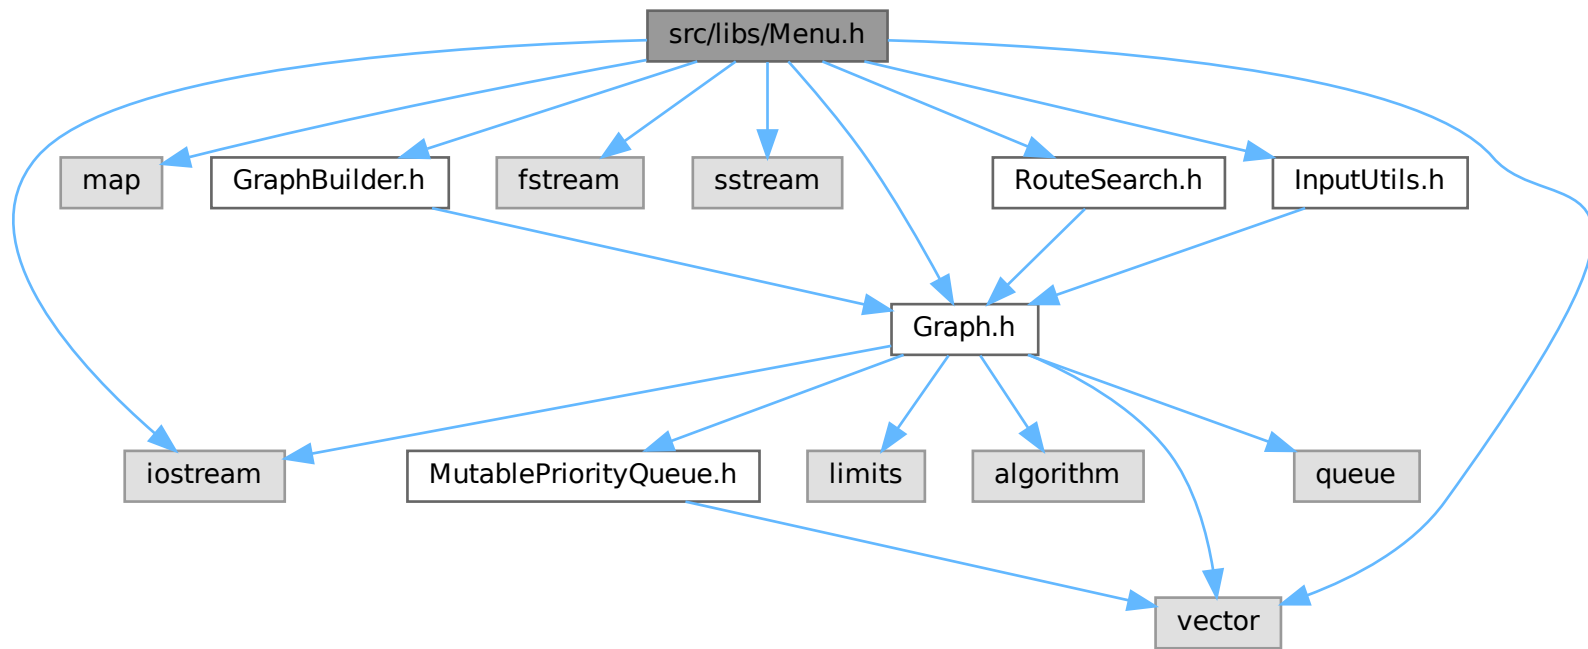 src/libs/Menu.h
map
GraphBuilder.h
fstream
sstream
RouteSearch.h
InputUtils.h
Graph.h
iostream
MutablePriorityQueue.h
limits
algorithm
queue
vector